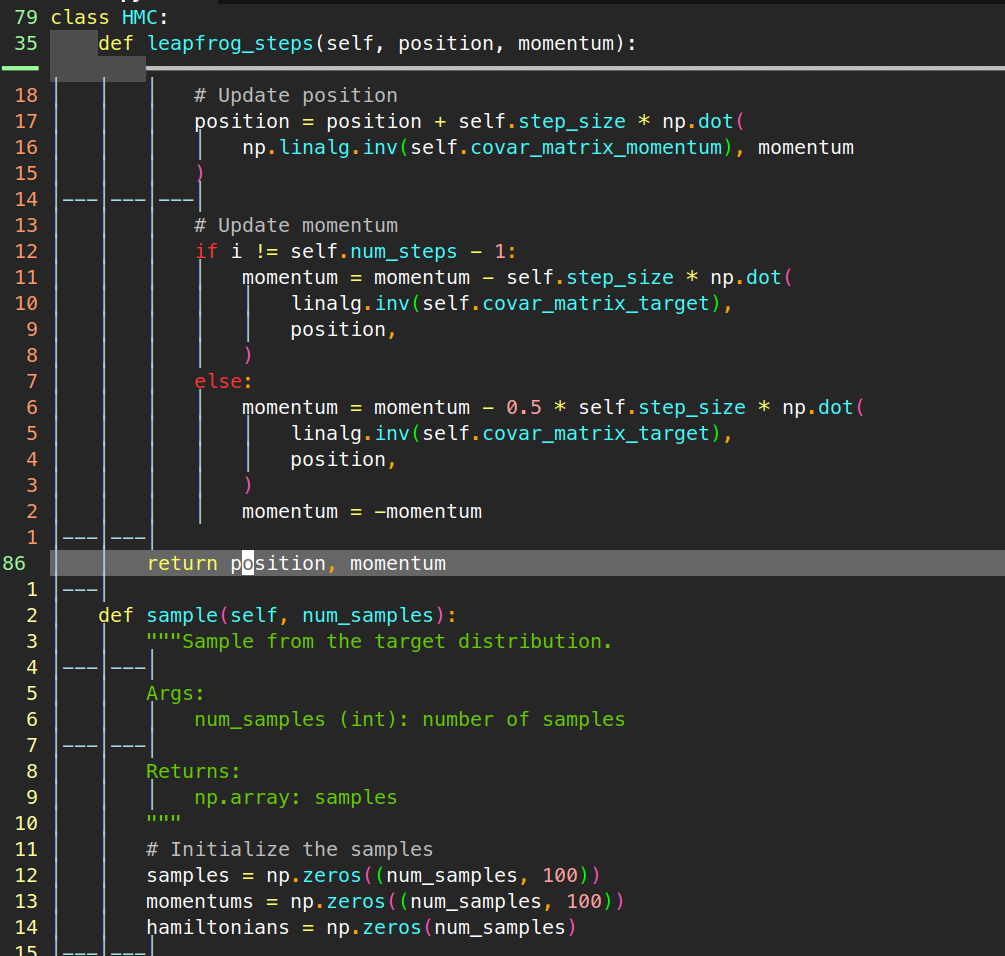 79 class HMC:
35 def leapfrog_steps(self, position, momentum):
18 # Update position
17 position = position + self.step_size * np.dot(
16 np.linalg.inv(self.covar_matrix_momentum), momentum
15 )
14
13 # Update momentum
12 if i != self.num_steps - 1:
11 momentum = momentum - self.step_size * np.dot(
10 linalg.inv(self.covar_matrix_target),
9 position,
8 )
7 else:
6 momentum = momentum - 0.5 * self.step_size * np.dot(
5 linalg.inv(self.covar_matrix_target),
4 position,
3 )
2 momentum = -momentum
1
86 return position, momentum
1
2 def sample(self, num_samples):
3 """Sample from the target distribution.
4
5 Args:
6 num_samples (int): number of samples
7
8 Returns:
9 np.array: samples
10 """
11 # Initialize the samples
12 samples = np.zeros((num_samples, 100))
13 momentums = np.zeros((num_samples, 100))
14 hamiltonians = np.zeros(num_samples)
15